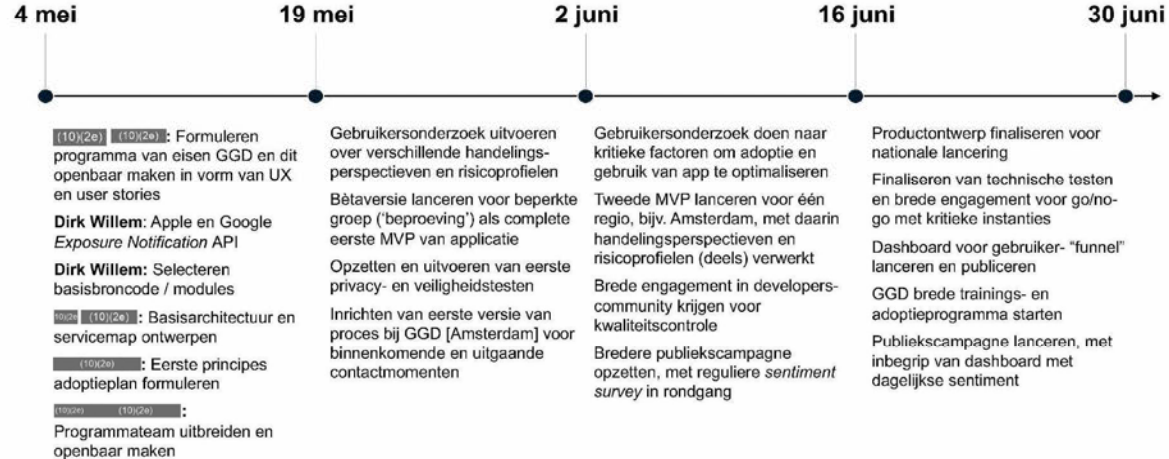 4 mei
19 mei
2 juni
16 juni
30 juni
(10)(2e) (10)(2e) : Formuleren
programma van eisen GGD en dit
openbaar maken in vorm van UX
en user stories
Dirk Willem: Apple en Google
Exposure Notification API
Dirk Willem: Selecteren
basisbroncode / modules
(10)(2e) (10)(2e) : Basisarchitectuur en
servicemap ontwerpen
(10)(2e) : Eerste principes
adoptieplan formuleren
(10)(2e) (10)(2e) :
Programmateam uitbreiden en
openbaar maken
Gebruikersonderzoek uitvoeren
over verschillende handelings-
perspectieven en risicoprofielen
Bètaversie lanceren voor beperkte
groep (‘beproeving’) als complete
eerste MVP van applicatie
Opzetten en uitvoeren van eerste
privacy- en veiligheidstesten
Inrichten van eerste versie van
proces bij GGD [Amsterdam] voor
binnenkomende en uitgaande
contactmomenten
Gebruikersonderzoek doen naar
kritieke factoren om adoptie en
gebruik van app te optimaliseren
Tweede MVP lanceren voor één
regio, bijv. Amsterdam, met daarin
handelingsperspectieven en
risicoprofielen (deels) verwerkt
Brede engagement in developers-
community krijgen voor
kwaliteitscontrole
Bredere publiekscampagne
opzetten, met reguliere sentiment
survey in rondgang
Productontwerp finaliseren voor
nationale lancering
Finaliseren van technische testen
en brede engagement voor go/no-
go met kritieke instanties
Dashboard voor gebruiker- “funnel”
lanceren en publiceren
GGD brede trainings- en
adoptieprogramma starten
Publiekscampagne lanceren, met
inbegrip van dashboard met
dagelijkse sentiment